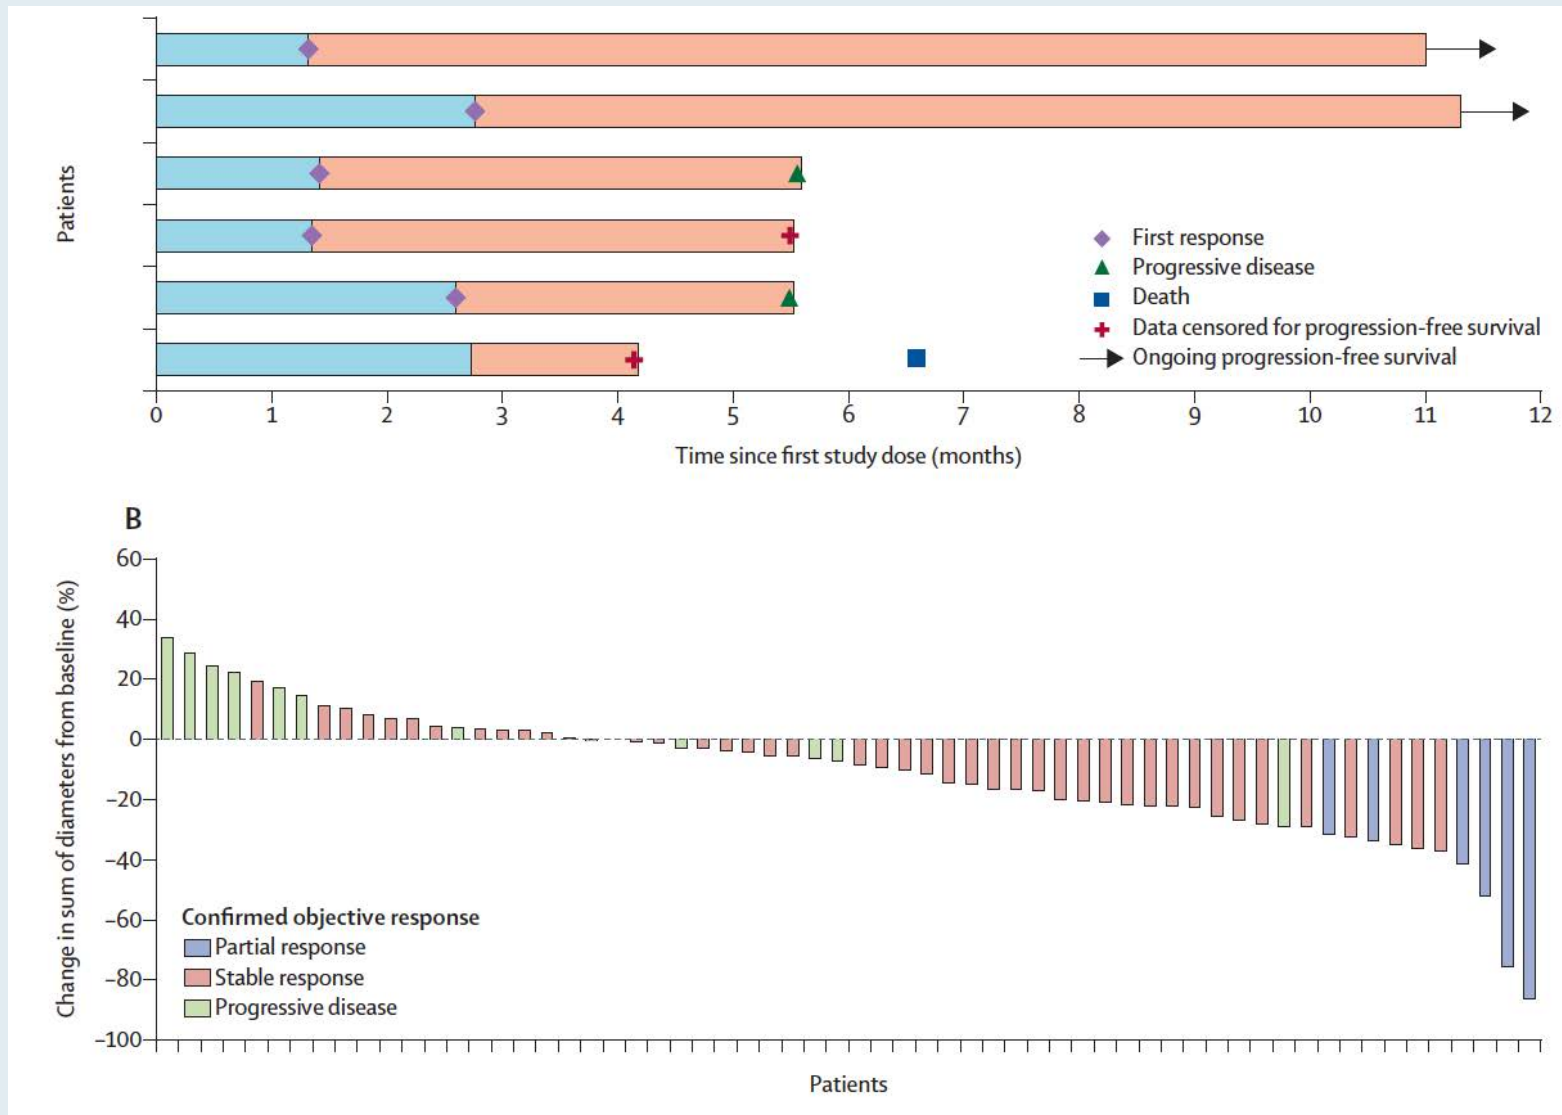 Patients
First response
Progressive disease
Death
Data censored for progression-free survival
Ongoing progression-free survival
0 1 2 3 4 5 6 7 8 9 10 11 12
Time since first study dose (months)
B
Change in sum of diameters from baseline (%)
60
40
20
0
–20
–40
–60
–80
–100
Confirmed objective response
Partial response
Stable response
Progressive disease
Patients